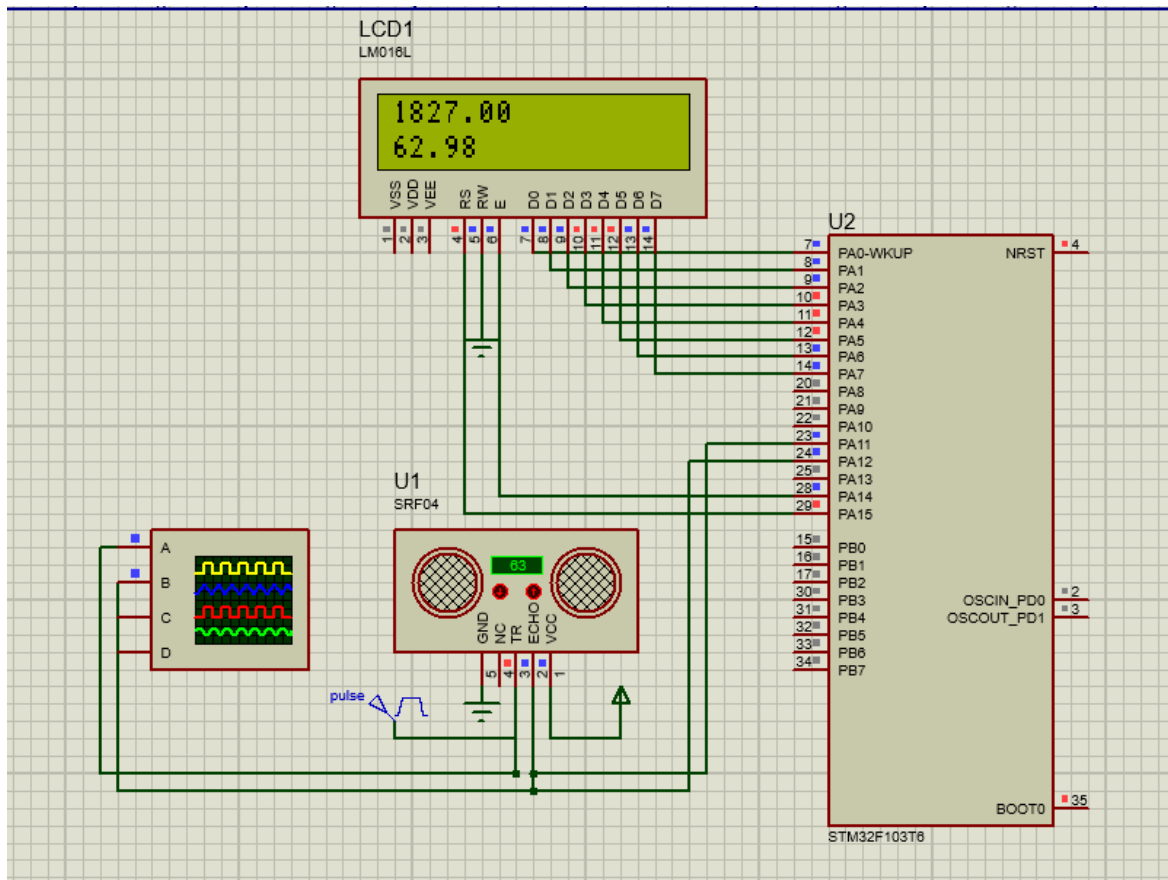 LCD1
LM016L
1827.00
62.98
VSS VDD VEE RS RW E D0 D1 D2 D3 D4 D5 D6 D7
1 2 3 4 5 6 7 8 9 10 11 12 13 14
U2
7 PA0-WKUP NRST 4
8 PA1
9 PA2
10 PA3
11 PA4
12 PA5
13 PA6
14 PA7
20 PA8
21 PA9
22 PA10
23 PA11
24 PA12
25 PA13
28 PA14
29 PA15
15 PB0
16 PB1
17 PB2
30 PB3 OSCIN_PD0 2
31 PB4 OSCOUT_PD1 3
32 PB5
33 PB6
34 PB7
BOOT0 35
STM32F103T6
U1
SRF04
63
GND NC TR ECHO VCC
5 4 3 2 1
A
B
C
D
pulse